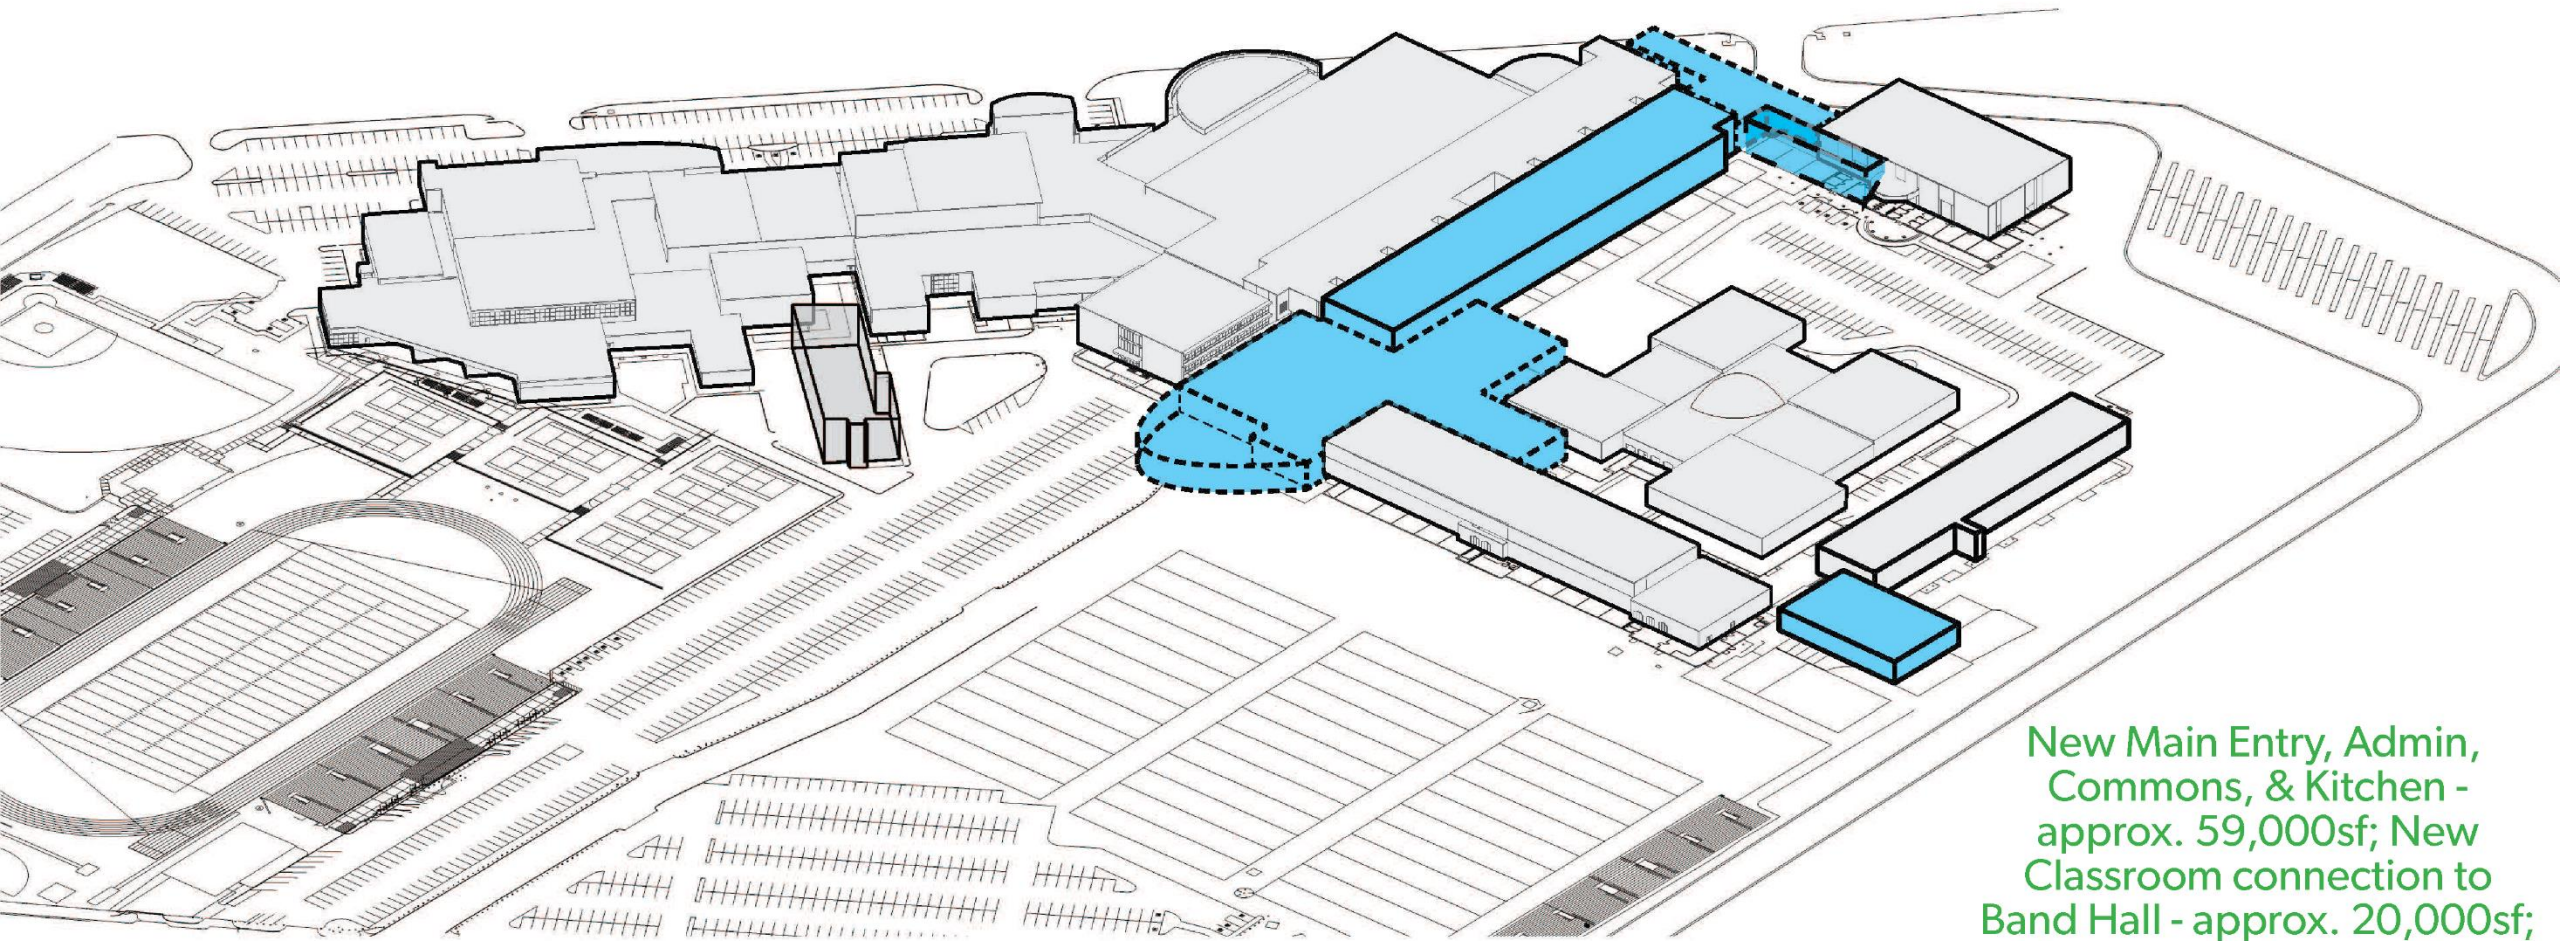 New Main Entry, Admin,
Commons, & Kitchen -
approx. 59,000sf; New
Classroom connection to
Band Hall - approx. 20,000sf;